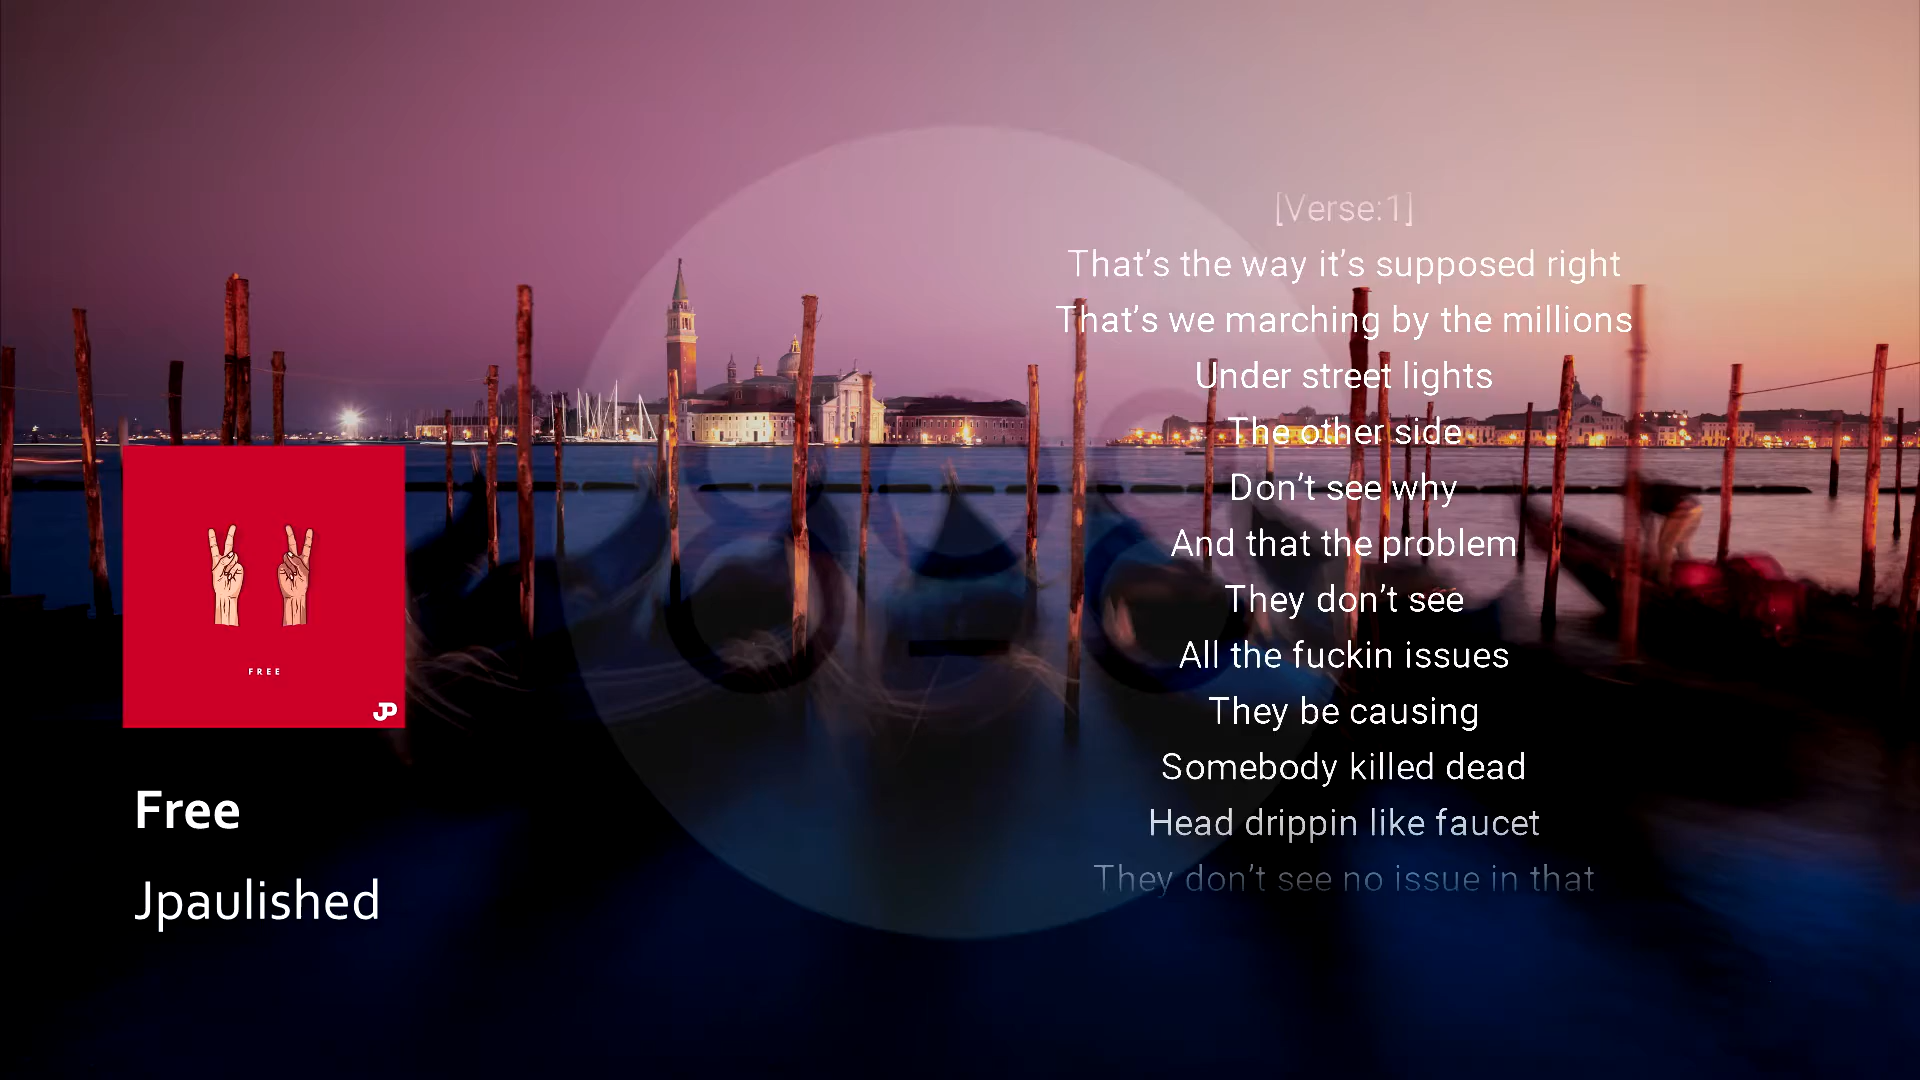 [Verse:1]
That’s the way it’s supposed right
That’s we marching by the millions
Under street lights
The other side
Don’t see why
And that the problem
They don’t see
All the fuckin issues
They be causing
Somebody killed dead
Head drippin like faucet
They don’t see no issue in that
FREE
JP
Free
Jpaulished